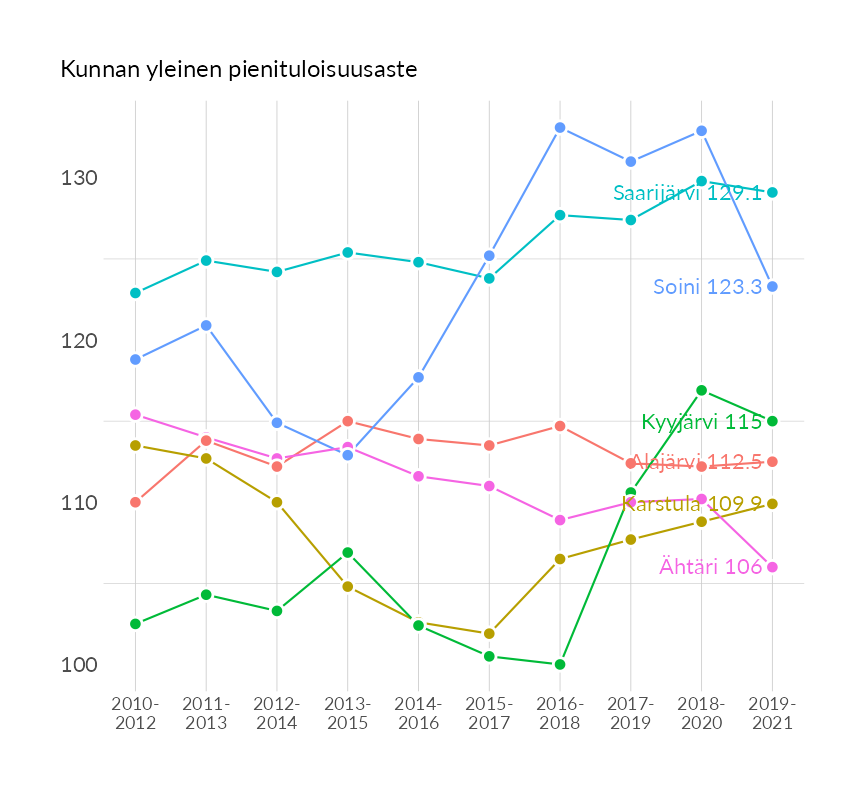 Kunnan yleinen pienituloisuusaste
130
120
110
100
Saarijärvi 129.1
Soini 123.3
Kyyjärvi 115
Alajärvi 112.5
Karstula 109.9
Ähtäri 106
2010- 2011- 2012- 2013- 2014- 2015- 2016- 2017- 2018- 2019-
2012 2013 2014 2015 2016 2017 2018 2019 2020 2021